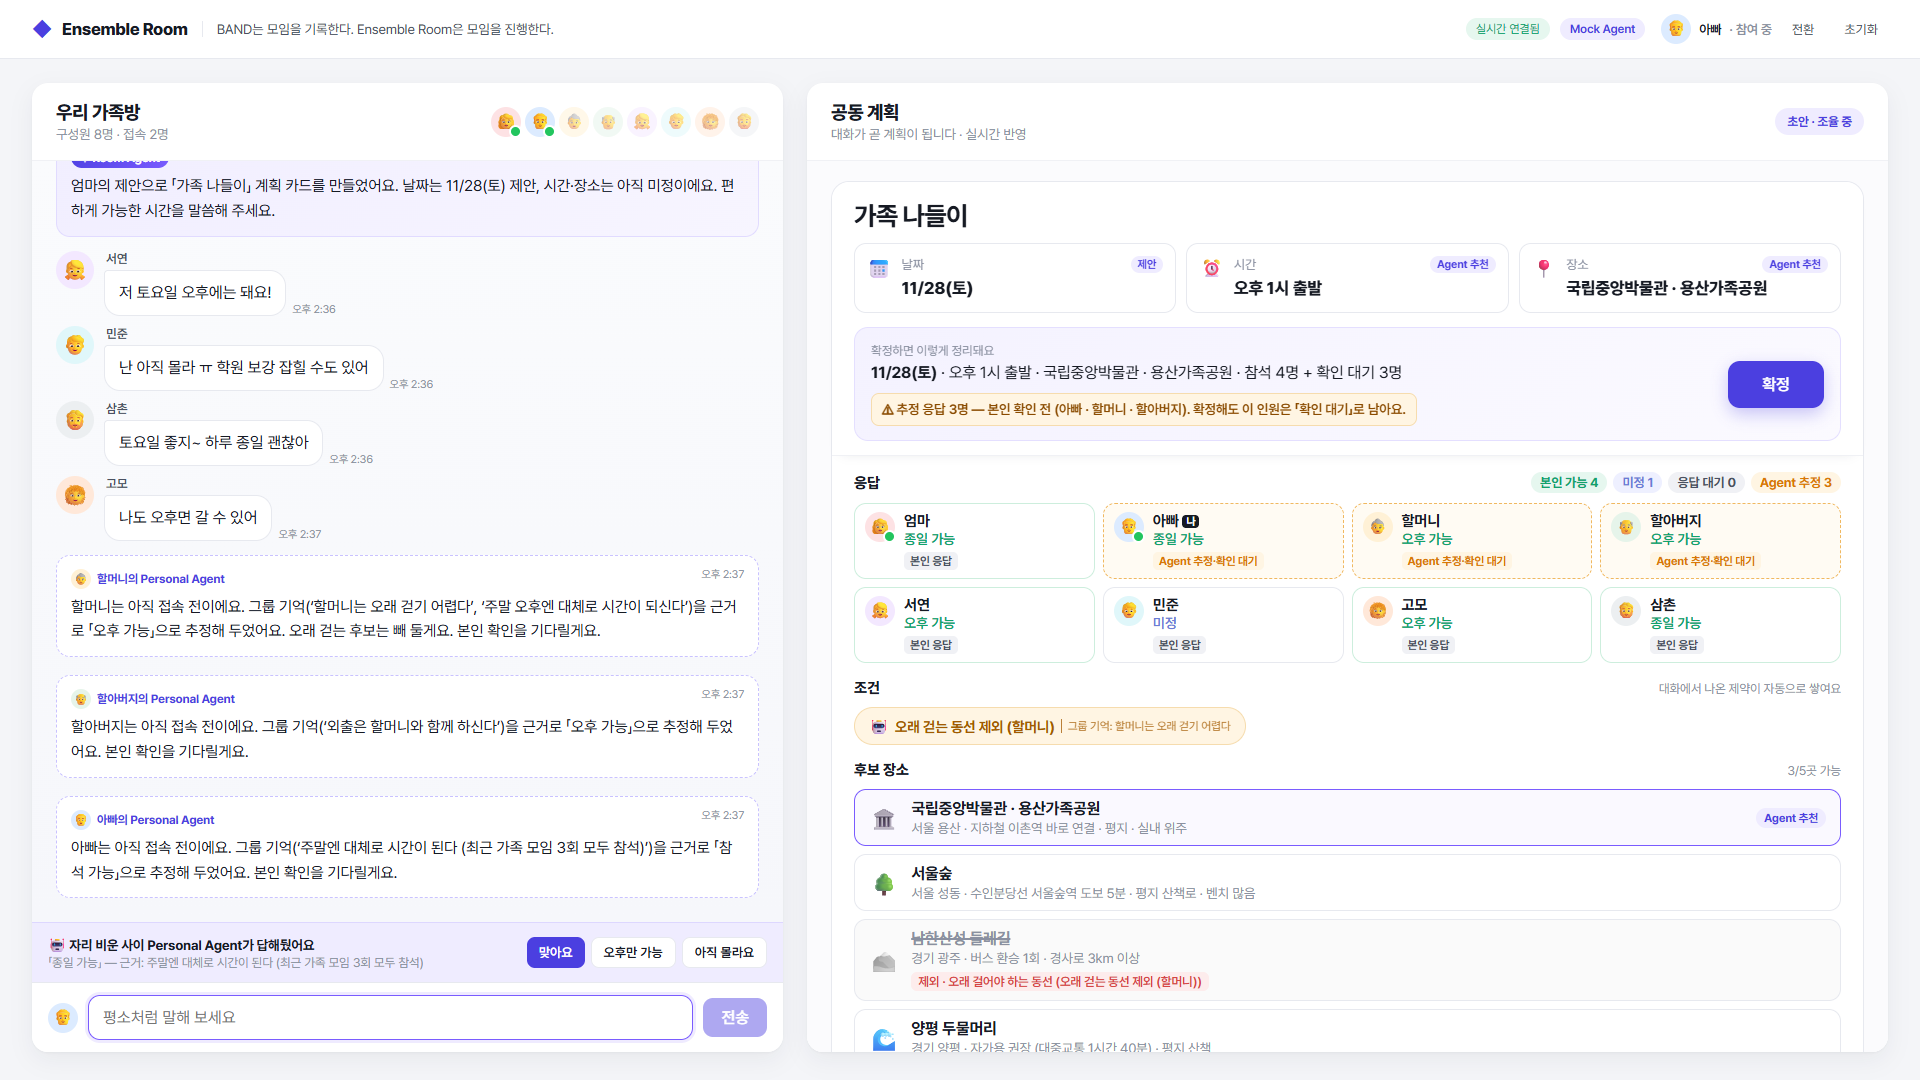 Ensemble Room
BAND는 모임을 기록한다. Ensemble Room은 모임을 진행한다.
실시간 연결됨
Mock Agent
아빠 · 참여 중
전환
초기화
우리 가족방
구성원 8명 · 접속 2명
엄마의 제안으로 「가족 나들이」 계획 카드를 만들었어요. 날짜는 11/28(토) 제안, 시간·장소는 아직 미정이에요. 편
하게 가능한 시간을 말씀해 주세요.
서연
저 토요일 오후에는 돼요!
오후 2:36
민준
난 아직 몰라 ㅠ 학원 보강 잡힐 수도 있어
오후 2:36
삼촌
토요일 좋지~ 하루 종일 괜찮아
오후 2:36
고모
나도 오후면 갈 수 있어
오후 2:37
할머니의 Personal Agent
오후 2:37
할머니는 아직 접속 전이에요. 그룹 기억(‘할머니는 오래 걷기 어렵다’, ‘주말 오후엔 대체로 시간이 되신다’)을 근거
로 「오후 가능」으로 추정해 두었어요. 오래 걷는 후보는 빼 둘게요. 본인 확인을 기다릴게요.
할아버지의 Personal Agent
오후 2:37
할아버지는 아직 접속 전이에요. 그룹 기억(‘외출은 할머니와 함께 하신다’)을 근거로 「오후 가능」으로 추정해 두었
어요. 본인 확인을 기다릴게요.
아빠의 Personal Agent
오후 2:37
아빠는 아직 접속 전이에요. 그룹 기억(‘주말엔 대체로 시간이 된다 (최근 가족 모임 3회 모두 참석)’)을 근거로 「참
석 가능」으로 추정해 두었어요. 본인 확인을 기다릴게요.
자리 비운 사이 Personal Agent가 답해뒀어요
「종일 가능」 — 근거: 주말엔 대체로 시간이 된다 (최근 가족 모임 3회 모두 참석)
맞아요
오후만 가능
아직 몰라요
평소처럼 말해 보세요
전송
공동 계획
대화가 곧 계획이 됩니다 · 실시간 반영
초안 · 조율 중
가족 나들이
날짜
제안
11/28(토)
시간
Agent 추천
오후 1시 출발
장소
Agent 추천
국립중앙박물관 · 용산가족공원
확정하면 이렇게 정리돼요
11/28(토) · 오후 1시 출발 · 국립중앙박물관 · 용산가족공원 · 참석 4명 + 확인 대기 3명
⚠ 추정 응답 3명 — 본인 확인 전 (아빠 · 할머니 · 할아버지). 확정해도 이 인원은 「확인 대기」로 남아요.
확정
응답
본인 가능 4
미정 1
응답 대기 0
Agent 추정 3
엄마
종일 가능
본인 응답
아빠 나
종일 가능
Agent 추정·확인 대기
할머니
오후 가능
Agent 추정·확인 대기
할아버지
오후 가능
Agent 추정·확인 대기
서연
오후 가능
본인 응답
민준
미정
본인 응답
고모
오후 가능
본인 응답
삼촌
종일 가능
본인 응답
조건
대화에서 나온 제약이 자동으로 쌓여요
오래 걷는 동선 제외 (할머니)
그룹 기억: 할머니는 오래 걷기 어렵다
후보 장소
3/5곳 가능
국립중앙박물관 · 용산가족공원
서울 용산 · 지하철 이촌역 바로 연결 · 평지 · 실내 위주
Agent 추천
서울숲
서울 성동 · 수인분당선 서울숲역 도보 5분 · 평지 산책로 · 벤치 많음
남한산성 둘레길
경기 광주 · 버스 환승 1회 · 경사로 3km 이상
제외 · 오래 걸어야 하는 동선 (오래 걷는 동선 제외 (할머니))
양평 두물머리
경기 양평 · 자가용 권장 (대중교통 1시간 40분) · 평지 산책